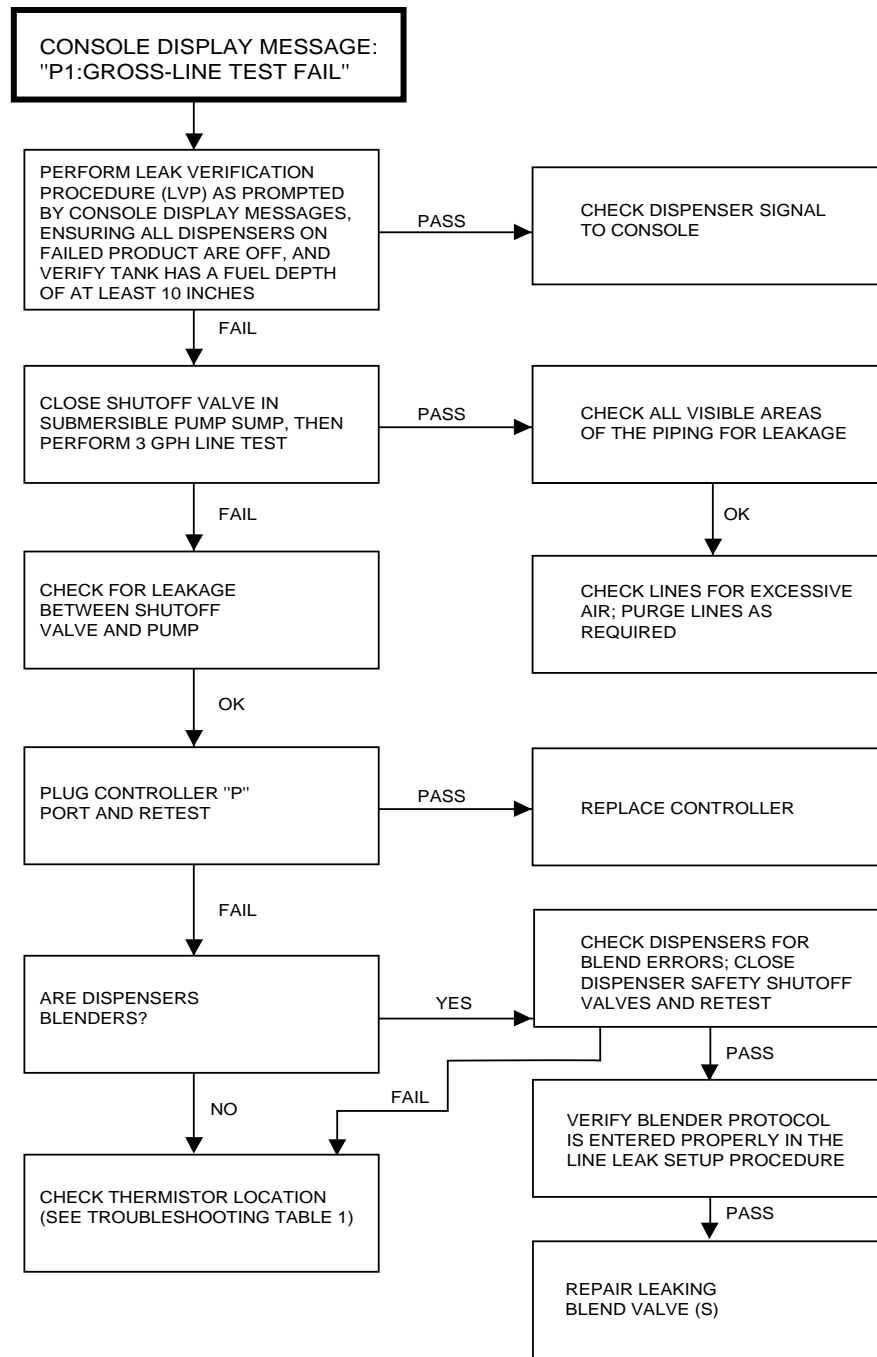 CONSOLE DISPLAY MESSAGE:
"P1:GROSS-LINE TEST FAIL"
PERFORM LEAK VERIFICATION
PROCEDURE (LVP) AS PROMPTED
BY CONSOLE DISPLAY MESSAGES,
ENSURING ALL DISPENSERS ON
FAILED PRODUCT ARE OFF, AND
VERIFY TANK HAS A FUEL DEPTH
OF AT LEAST 10 INCHES
PASS
CHECK DISPENSER SIGNAL
TO CONSOLE
FAIL
CLOSE SHUTOFF VALVE IN
SUBMERSIBLE PUMP SUMP, THEN
PERFORM 3 GPH LINE TEST
PASS
CHECK ALL VISIBLE AREAS
OF THE PIPING FOR LEAKAGE
FAIL
OK
CHECK FOR LEAKAGE
BETWEEN SHUTOFF
VALVE AND PUMP
CHECK LINES FOR EXCESSIVE
AIR; PURGE LINES AS
REQUIRED
OK
PLUG CONTROLLER "P"
PORT AND RETEST
PASS
REPLACE CONTROLLER
FAIL
ARE DISPENSERS
BLENDERS?
YES
CHECK DISPENSERS FOR
BLEND ERRORS; CLOSE
DISPENSER SAFETY SHUTOFF
VALVES AND RETEST
NO
FAIL
PASS
CHECK THERMISTOR LOCATION
(SEE TROUBLESHOOTING TABLE 1)
VERIFY BLENDER PROTOCOL
IS ENTERED PROPERLY IN THE
LINE LEAK SETUP PROCEDURE
PASS
REPAIR LEAKING
BLEND VALVE (S)